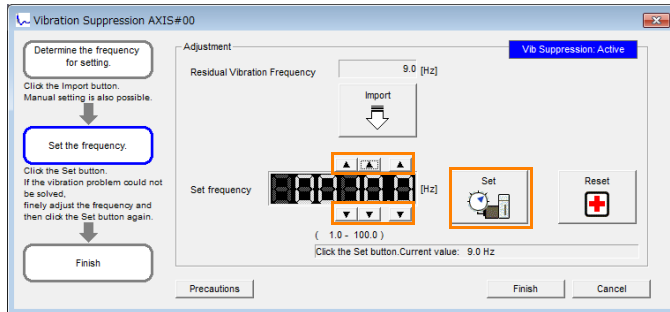 Vibration Suppression AXIS#00
Determine the frequency
for setting.
Click the Import button.
Manual setting is also possible.
Set the frequency.
Click the Set button.
If the vibration problem could not
be solved,
finely adjust the frequency and
then click the Set button again.
Finish
Adjustment
Vib Suppression: Active
Residual Vibration Frequency 9.0 [Hz]
Import
Set frequency [Hz]
( 1.0 - 100.0 )
Set
Reset
Click the Set button.Current value: 9.0 Hz
Precautions
Finish
Cancel